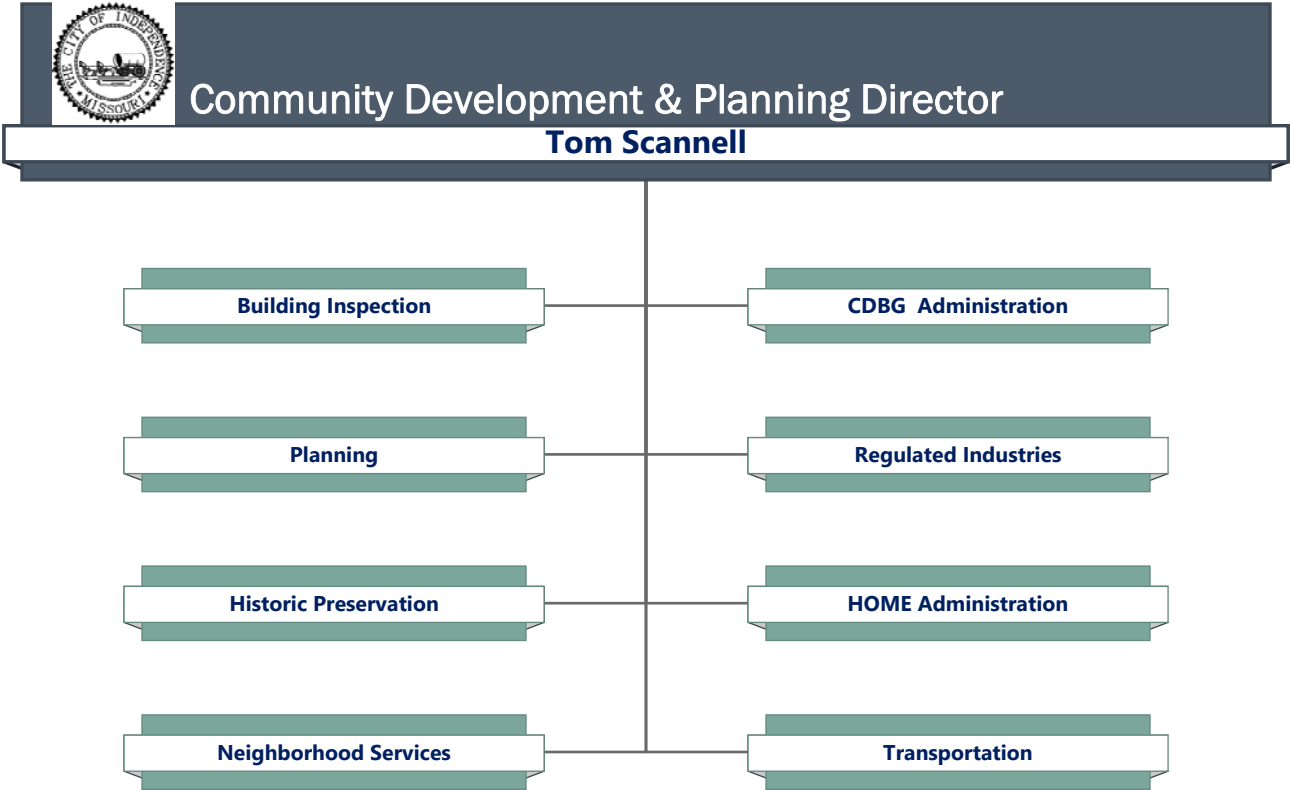 THE CITY OF INDEPENDENCE
MISSOURI
Community Development & Planning Director
Tom Scannell
Building Inspection
CDBG  Administration
Planning
Regulated Industries
Historic Preservation
HOME Administration
Neighborhood Services
Transportation